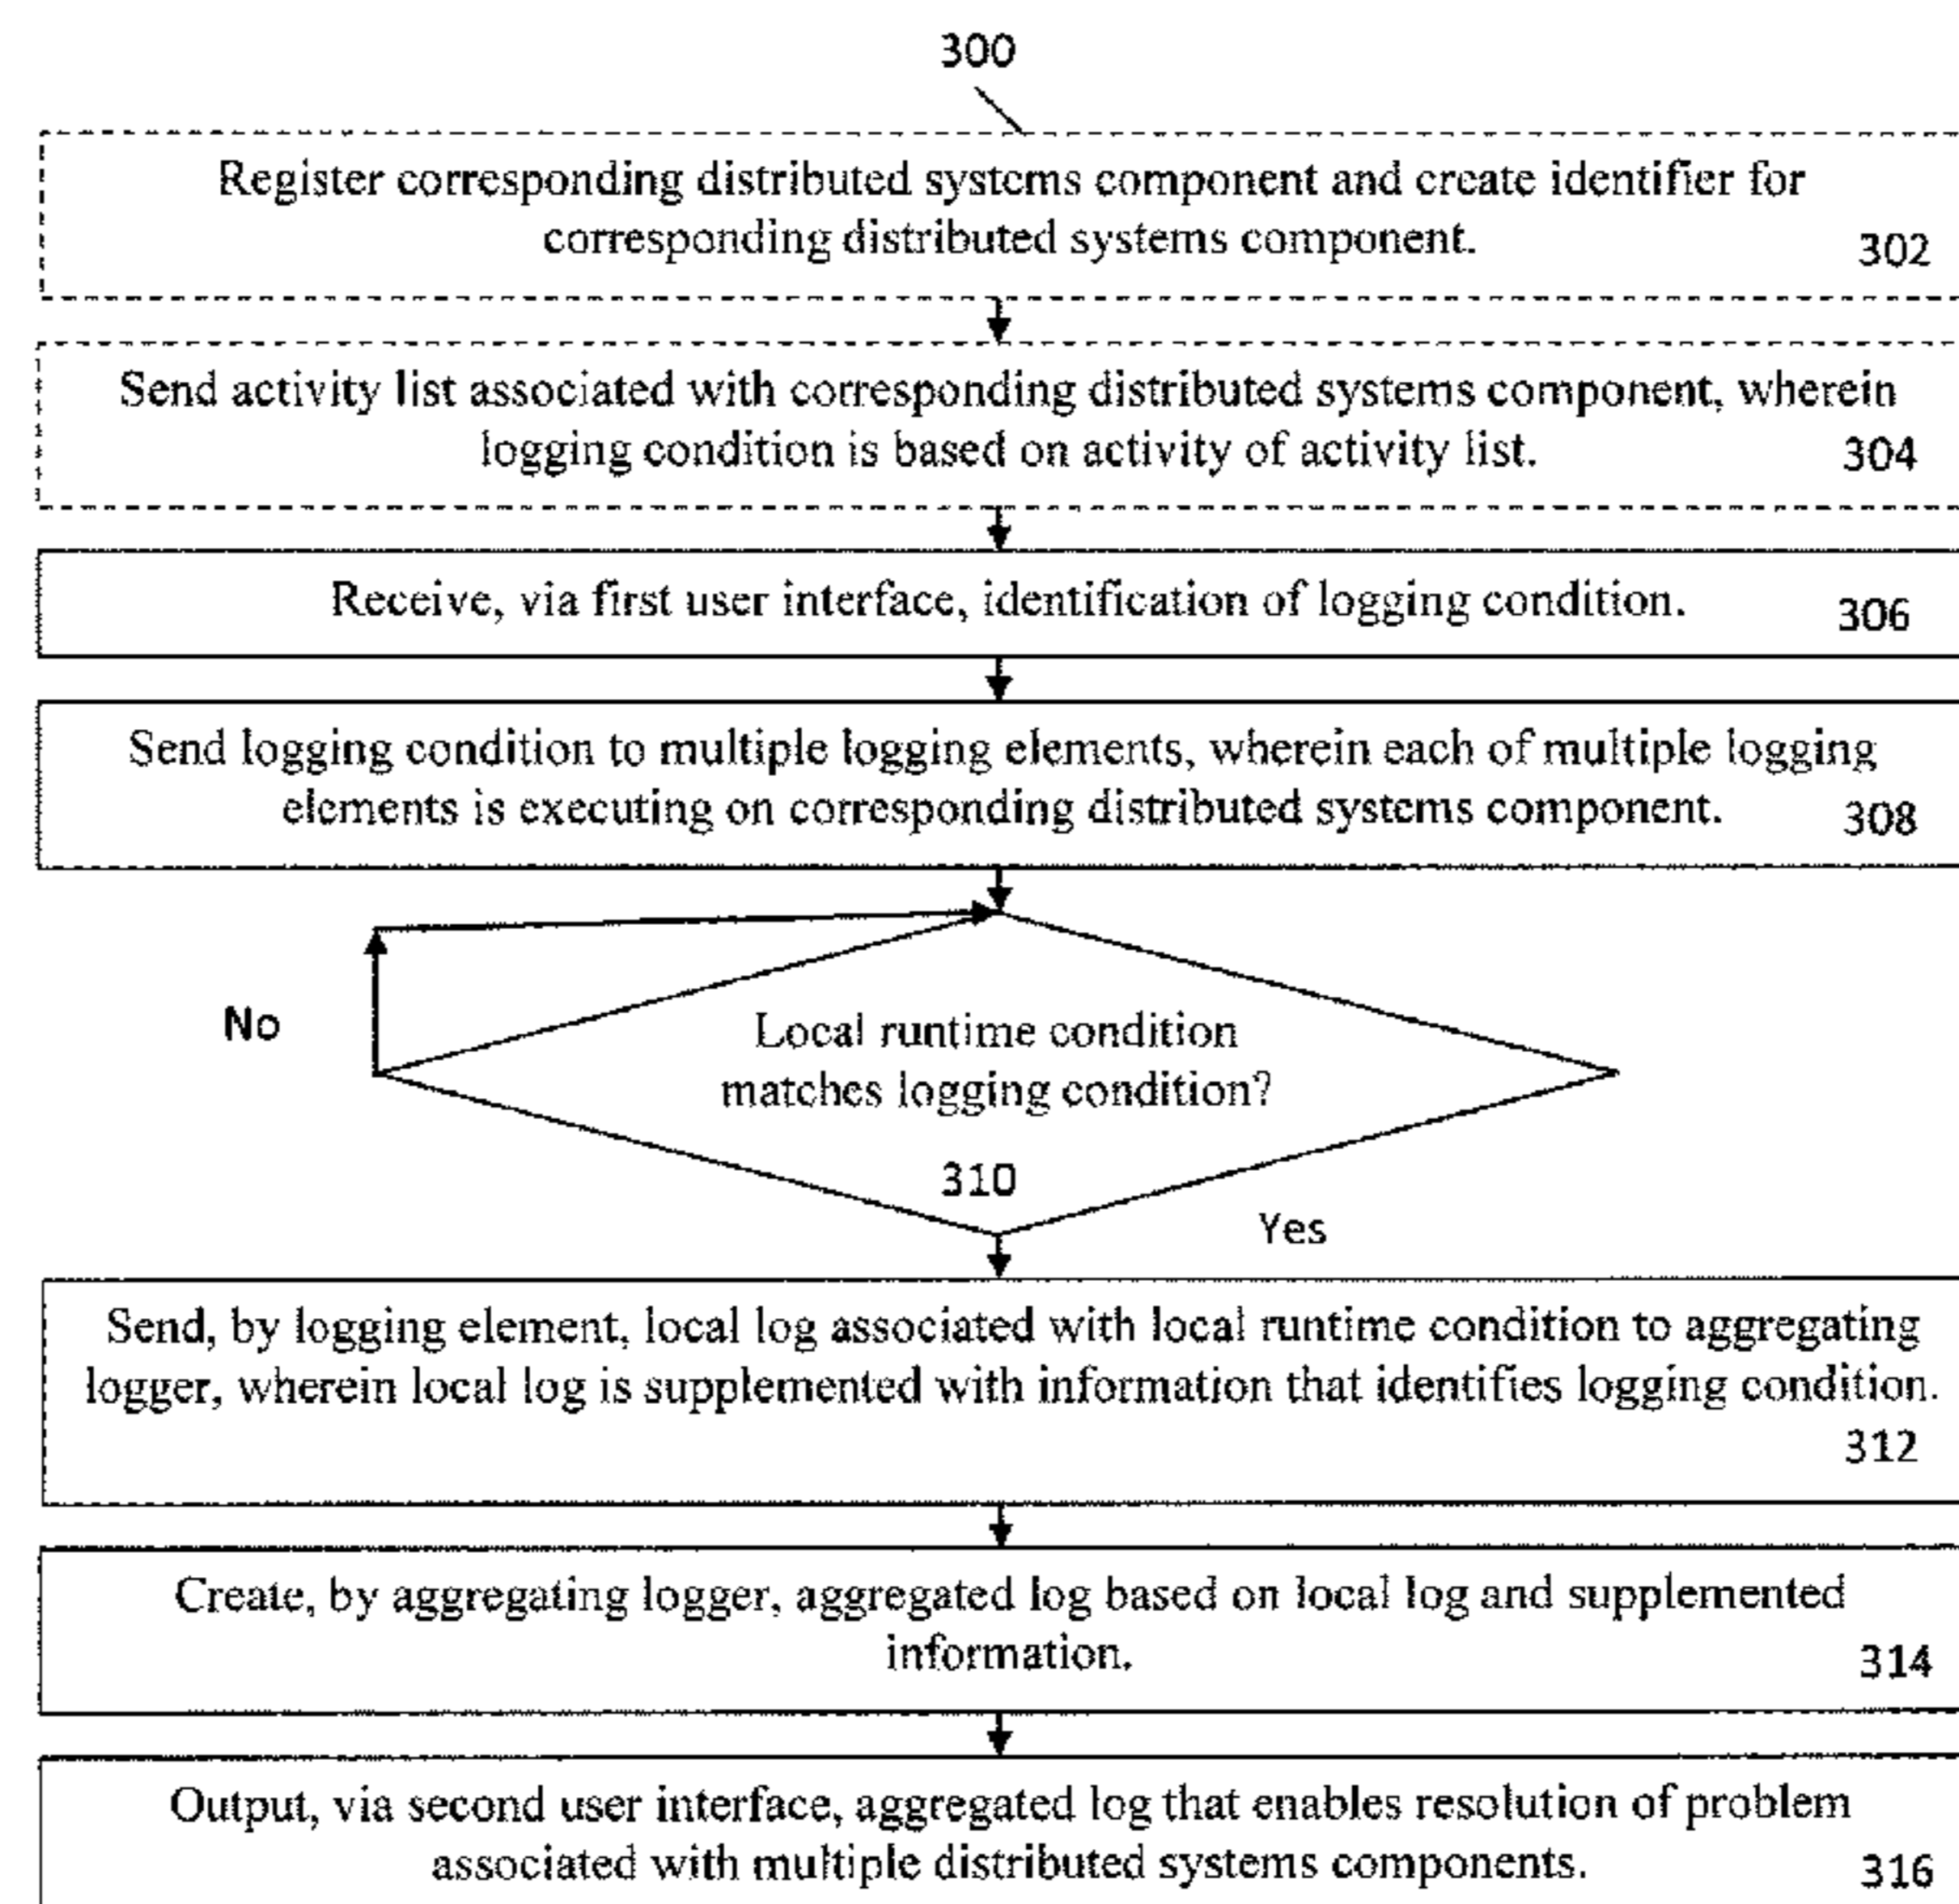 300
Register corresponding distributed systems component and create identifier for
corresponding distributed systems component.
302
Send activity list associated with corresponding distributed systems component, wherein
logging condition is based on activity of activity list.
304
Receive, via first user interface, identification of logging condition.
306
Send logging condition to multiple logging elements, wherein each of multiple logging
elements is executing on corresponding distributed systems component.
308
No
Local runtime condition
matches logging condition?
310
Yes
Send, by logging element, local log associated with local runtime condition to aggregating
logger, wherein local log is supplemented with information that identifies logging condition.
312
Create, by aggregating logger, aggregated log based on local log and supplemented
information.
314
Output, via second user interface, aggregated log that enables resolution of problem
associated with multiple distributed systems components.
316